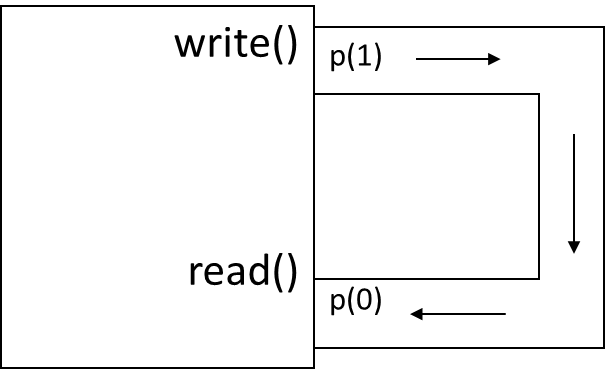 write()
p(1)
read()
p(0)